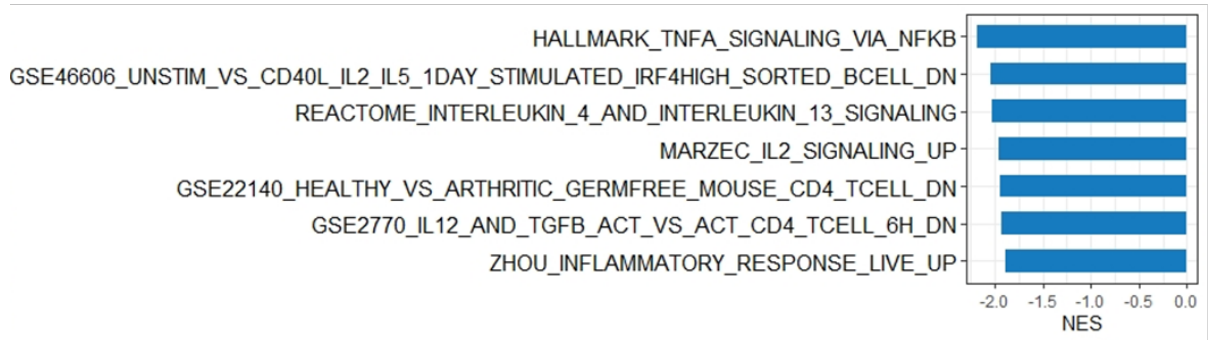 HALLMARK_TNFA_SIGNALING_VIA_NFKB
GSE46606_UNSTIM_VS_CD40L_IL2_IL5_1DAY_STIMULATED_IRF4HIGH_SORTED_BCELL_DN
REACTOME_INTERLEUKIN_4_AND_INTERLEUKIN_13_SIGNALING
MARZEC_IL2_SIGNALING_UP
GSE22140_HEALTHY_VS_ARTHRITIC_GERMFREE_MOUSE_CD4_TCELL_DN
GSE2770_IL12_AND_TGFB_ACT_VS_ACT_CD4_TCELL_6H_DN
ZHOU_INFLAMMATORY_RESPONSE_LIVE_UP
-2.0 -1.5 -1.0 -0.5 0.0
NES